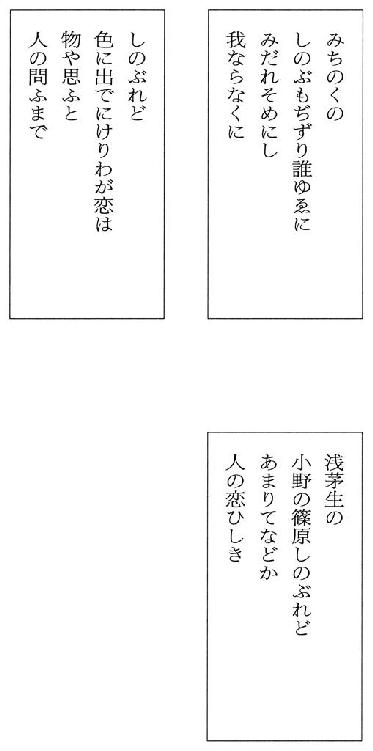 みちのくの
しのぶもぢずり誰ゆゑに
みだれそめにし
我ならなくに
しのぶれど
色に出でにけりわが恋は
物や思ふと
人の問ふまで
浅茅生の
小野の篠原しのぶれど
あまりてなどか
人の恋ひしき